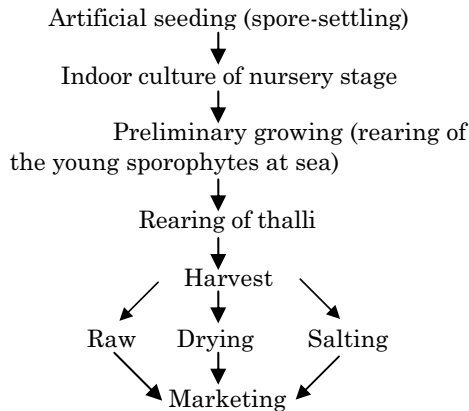 Artificial seeding (spore-settling)
Indoor culture of nursery stage
Preliminary growing (rearing of
the young sporophytes at sea)
Rearing of thalli
Harvest
Raw Drying Salting
Marketing